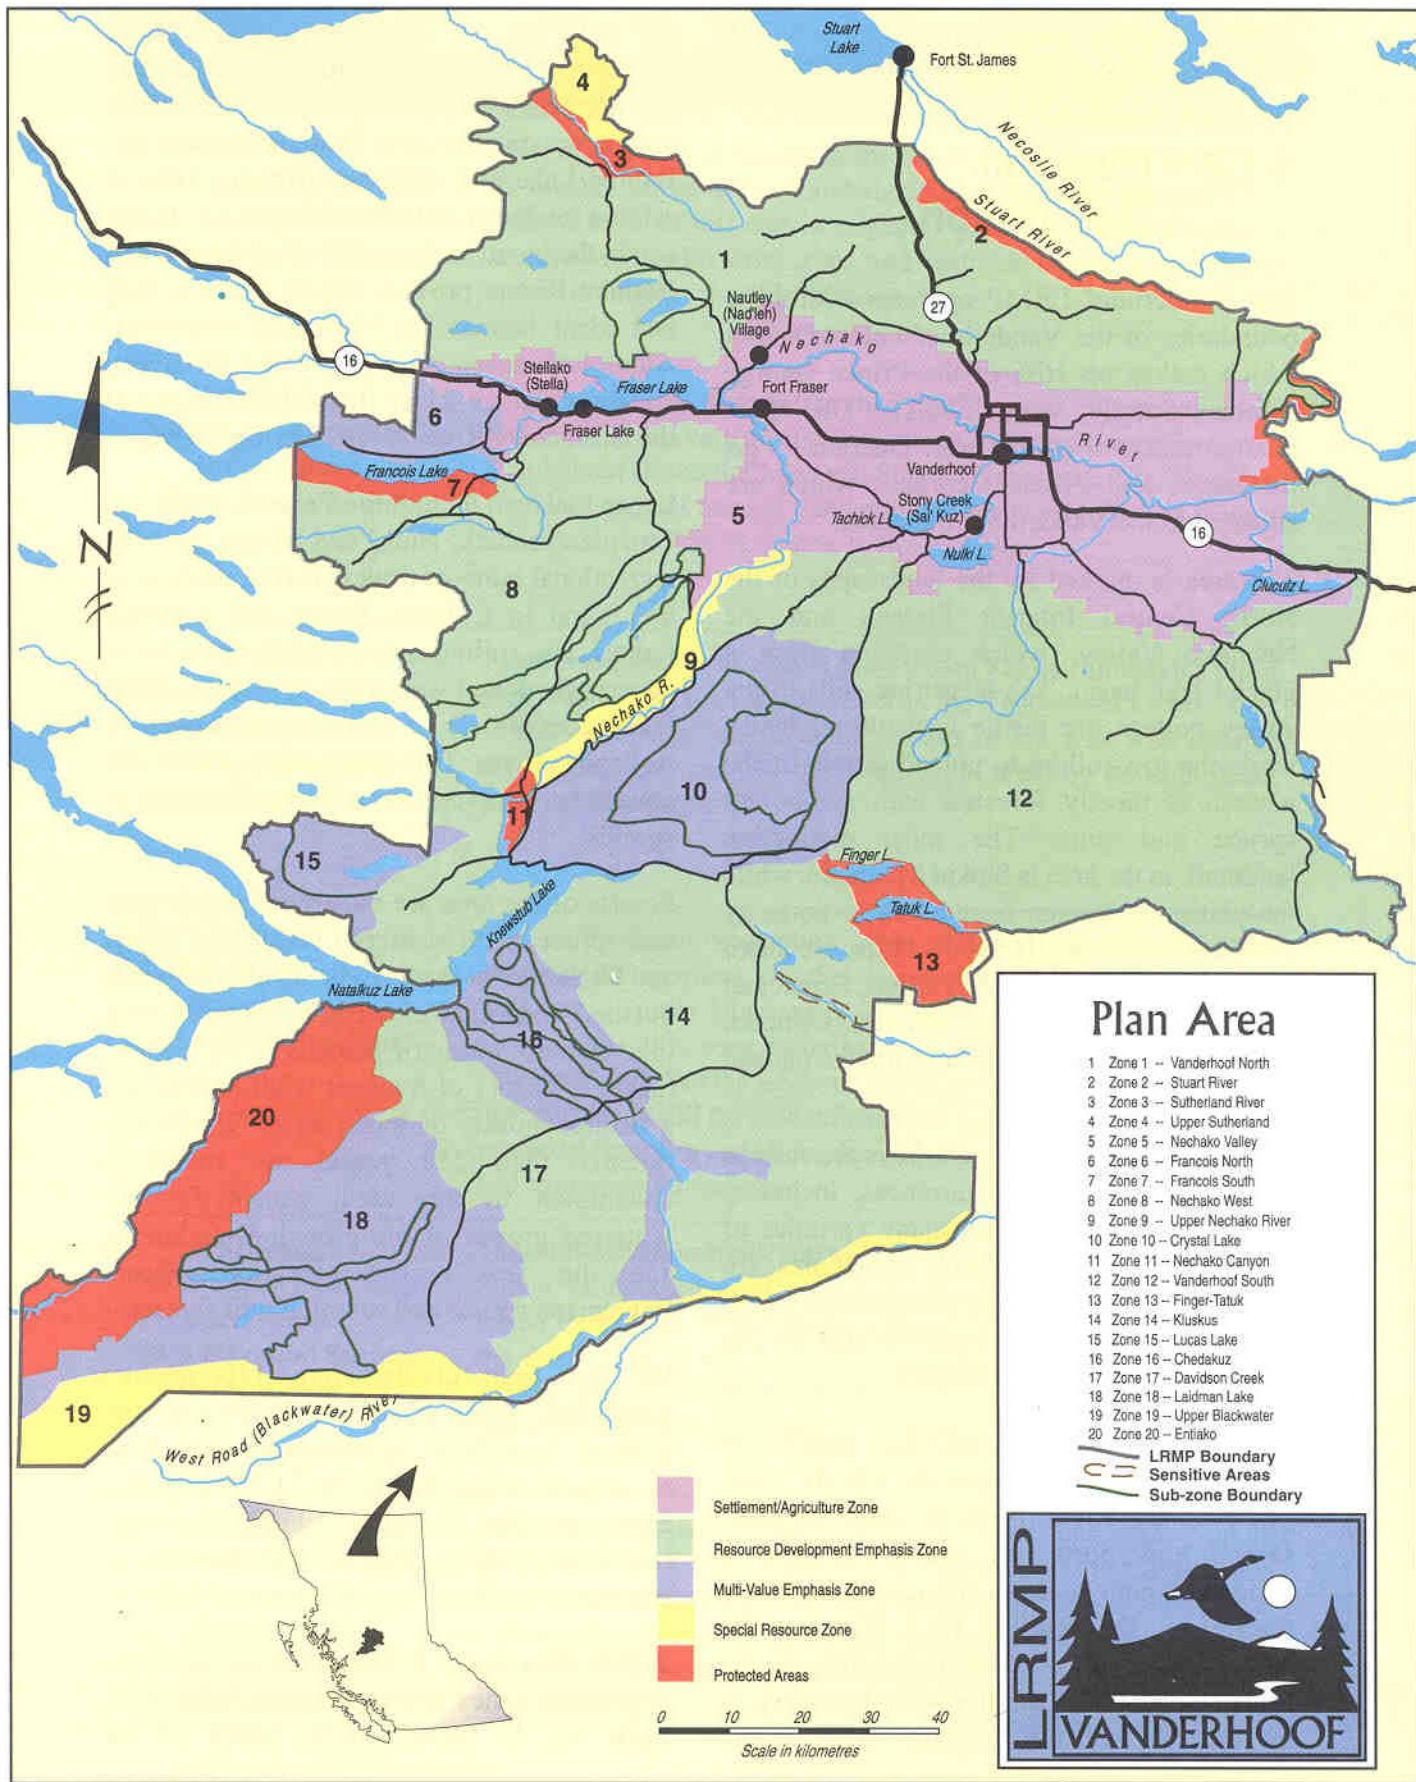 Stuart
Lake
Fort St. James
Necoslie River
Stuart River
4
3
2
1
27
Nautley
(Nad'leh)
Village
Nechako
16
Stellako
(Stella)
Fraser Lake
Fort Fraser
6
Fraser Lake
River
Francois Lake
7
Vanderhoof
Stony Creek
(Sai' Kuz)
5
Tachick L.
16
N
Nulki L.
Cluculz L.
8
9
Nechako R.
10
12
11
15
Finger L.
Knewstub Lake
Tatuk L.
13
Natalkuz Lake
14
16
20
17
18
19
West Road (Blackwater) River
Plan Area
1 Zone 1 -- Vanderhoof North
2 Zone 2 -- Stuart River
3 Zone 3 -- Sutherland River
4 Zone 4 -- Upper Sutherland
5 Zone 5 -- Nechako Valley
6 Zone 6 -- Francois North
7 Zone 7 -- Francois South
8 Zone 8 -- Nechako West
9 Zone 9 -- Upper Nechako River
10 Zone 10 -- Crystal Lake
11 Zone 11 -- Nechako Canyon
12 Zone 12 -- Vanderhoof South
13 Zone 13 -- Finger-Tatuk
14 Zone 14 -- Kluskus
15 Zone 15 -- Lucas Lake
16 Zone 16 -- Chedakuz
17 Zone 17 -- Davidson Creek
18 Zone 18 -- Laidman Lake
19 Zone 19 -- Upper Blackwater
20 Zone 20 -- Entiako
LRMP Boundary
Sensitive Areas
Sub-zone Boundary
Settlement/Agriculture Zone
Resource Development Emphasis Zone
Multi-Value Emphasis Zone
Special Resource Zone
Protected Areas
0 10 20 30 40
Scale in kilometres
LRMP
VANDERHOOF